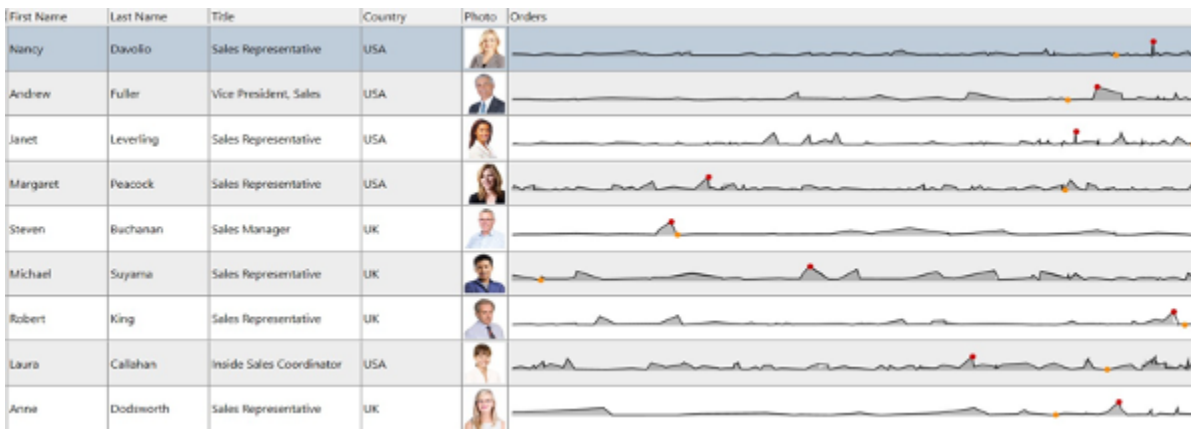 First Name Last Name Title Country Photo Orders
Nancy Davolio Sales Representative USA
Andrew Fuller Vice President, Sales USA
Janet Leverling Sales Representative USA
Margaret Peacock Sales Representative USA
Steven Buchanan Sales Manager UK
Michael Suyama Sales Representative UK
Robert King Sales Representative UK
Laura Callahan Inside Sales Coordinator USA
Anne Dodsworth Sales Representative UK